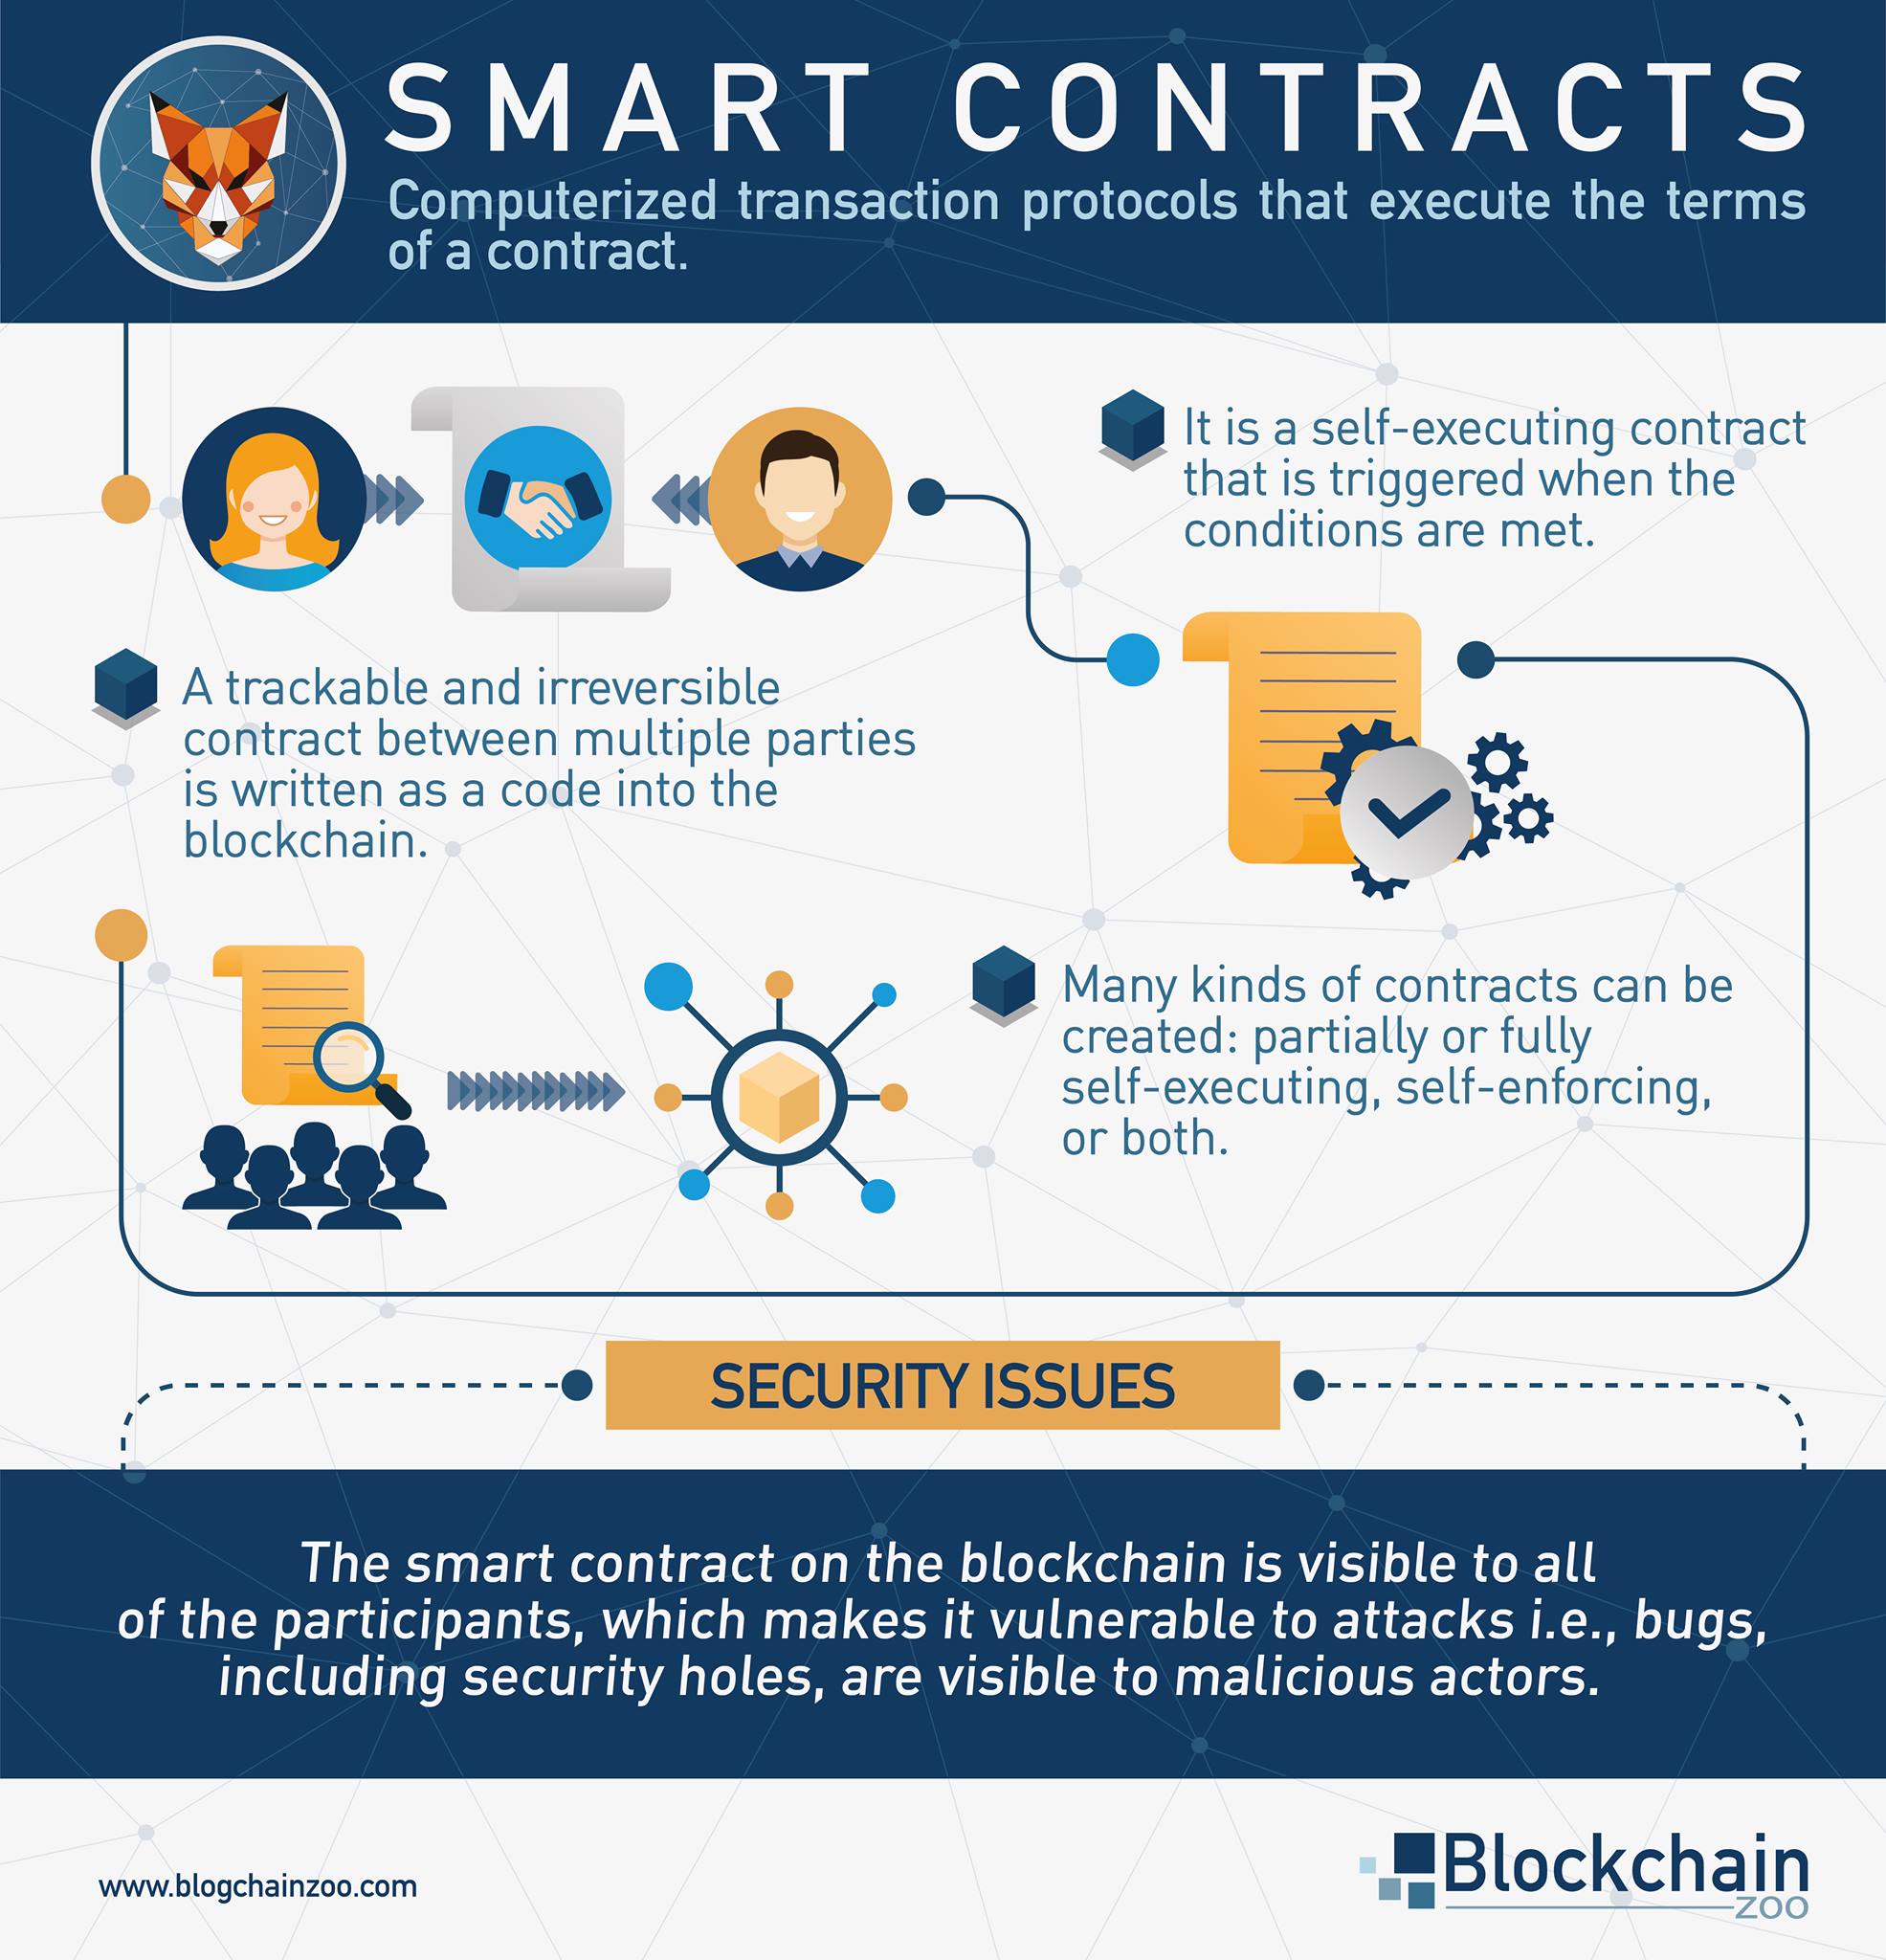 SMART CONTRACTS
Computerized transaction protocols that execute the terms
of a contract.
It is a self-executing contract
that is triggered when the
conditions are met.
A trackable and irreversible
contract between multiple parties
is written as a code into the
blockchain.
Many kinds of contracts can be
created: partially or fully
self-executing, self-enforcing,
or both.
SECURITY ISSUES
The smart contract on the blockchain is visible to all
of the participants, which makes it vulnerable to attacks i.e., bugs,
including security holes, are visible to malicious actors.
www.blogchainzoo.com
Blockchain
ZOO